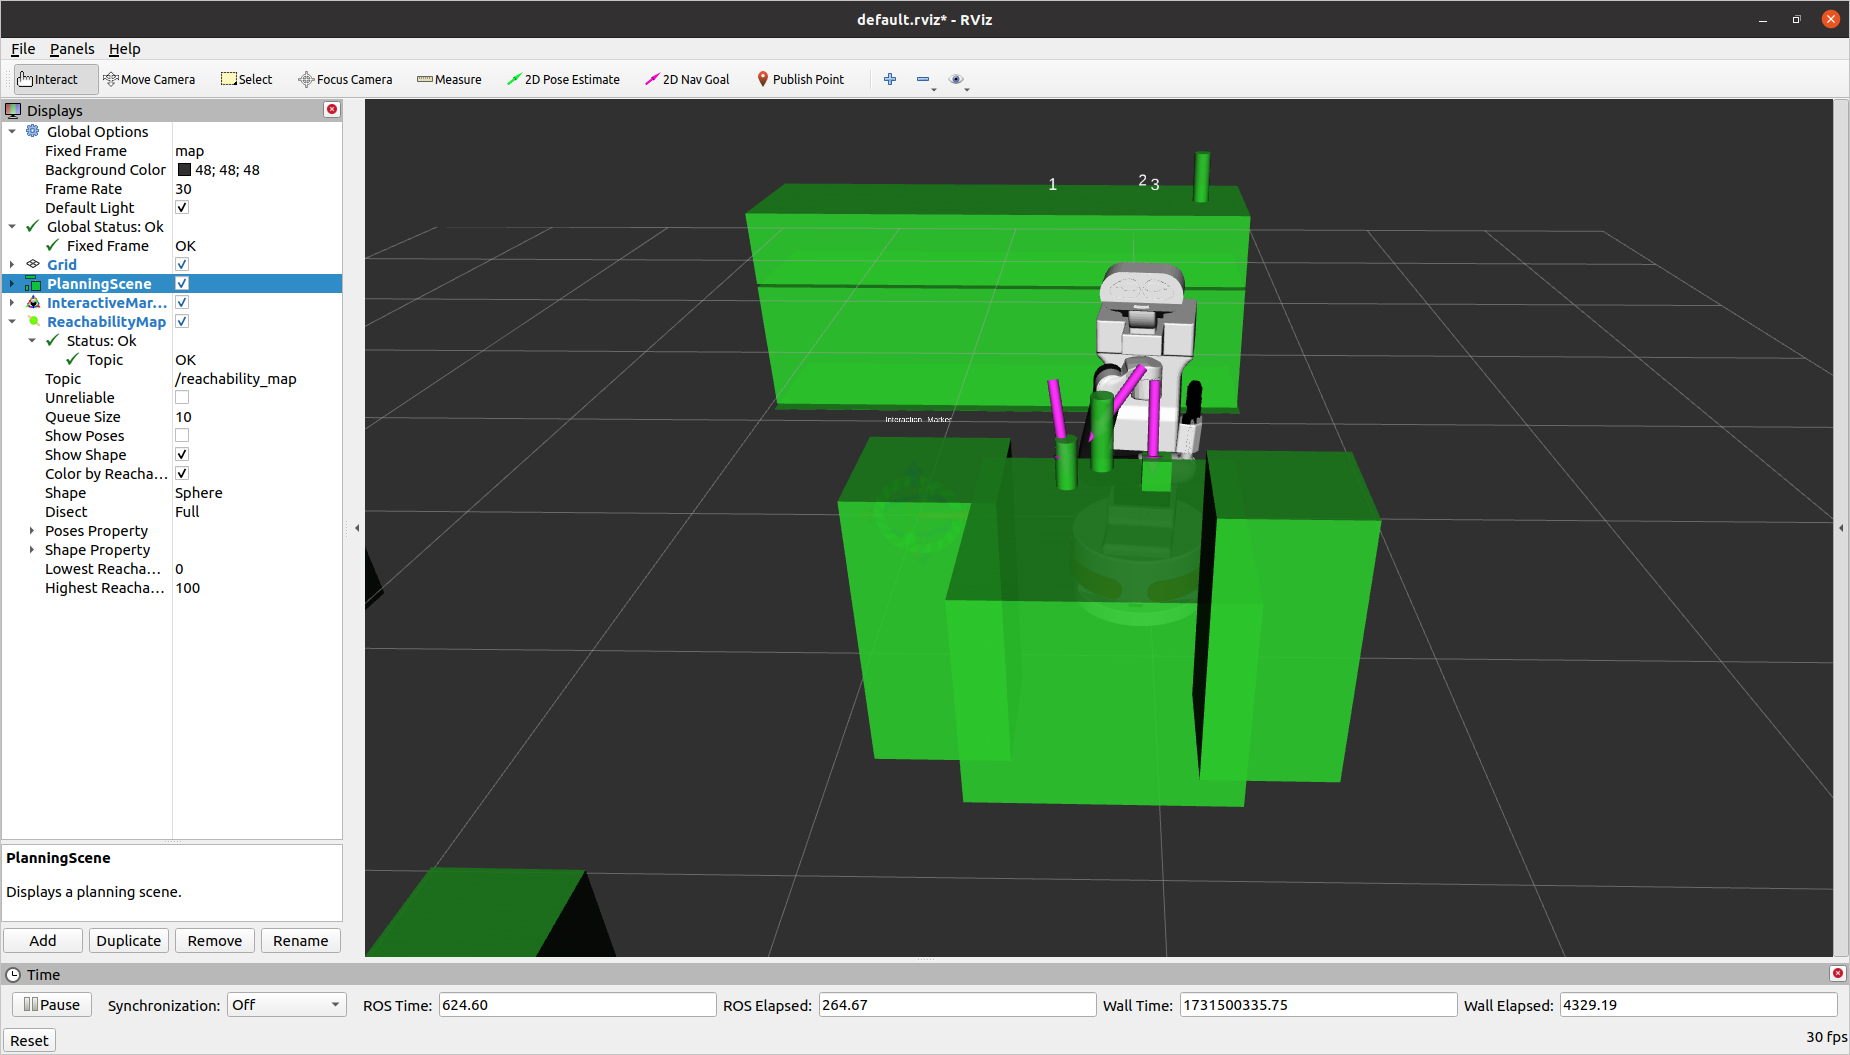 default.rviz* - RViz
File Panels Help
Interact Move Camera Select Focus Camera Measure 2D Pose Estimate 2D Nav Goal Publish Point
Displays
Global Options
Fixed Frame map
Background Color 48; 48; 48
Frame Rate 30
Default Light
Global Status: Ok
Fixed Frame OK
Grid
PlanningScene
InteractiveMar...
ReachabilityMap
Status: Ok
Topic OK
Topic /reachability_map
Unreliable
Queue Size 10
Show Poses
Show Shape
Color by Reacha...
Shape Sphere
Disect Full
Poses Property
Shape Property
Lowest Reacha... 0
Highest Reacha... 100
PlanningScene
Displays a planning scene.
Add Duplicate Remove Rename
1 2 3
Interaction Marker
Time
Pause Synchronization: Off ROS Time: 624.60 ROS Elapsed: 264.67 Wall Time: 1731500335.75 Wall Elapsed: 4329.19
Reset 30 fps